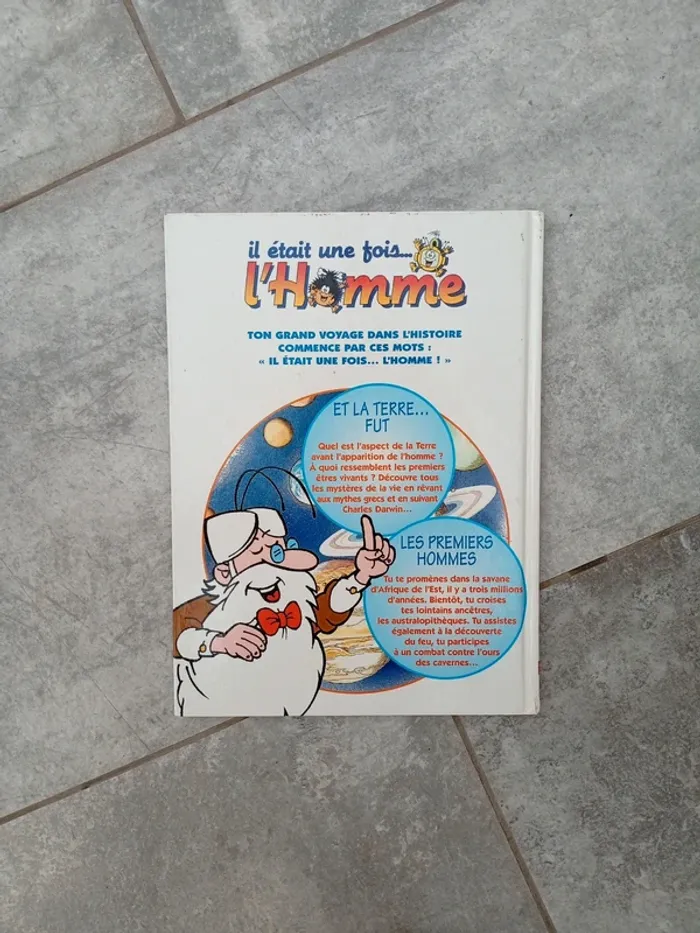 il était une fois...
l'Homme
TON GRAND VOYAGE DANS L'HISTOIRE
COMMENCE PAR CES MOTS :
« IL ÉTAIT UNE FOIS... L'HOMME ! »
ET LA TERRE...
FUT
Quel est l'aspect de la Terre
avant l'apparition de l'homme ?
À quoi ressemblent les premiers
êtres vivants ? Découvre tous
les mystères de la vie en rêvant
aux mythes grecs et en suivant
Charles Darwin...
LES PREMIERS
HOMMES
Tu te promènes dans la savane
d'Afrique de l'Est, il y a trois millions
d'années. Bientôt, tu croises
tes lointains ancêtres,
les australopithèques. Tu assistes
également à la découverte
du feu, tu participes
à un combat contre l'ours
des cavernes...